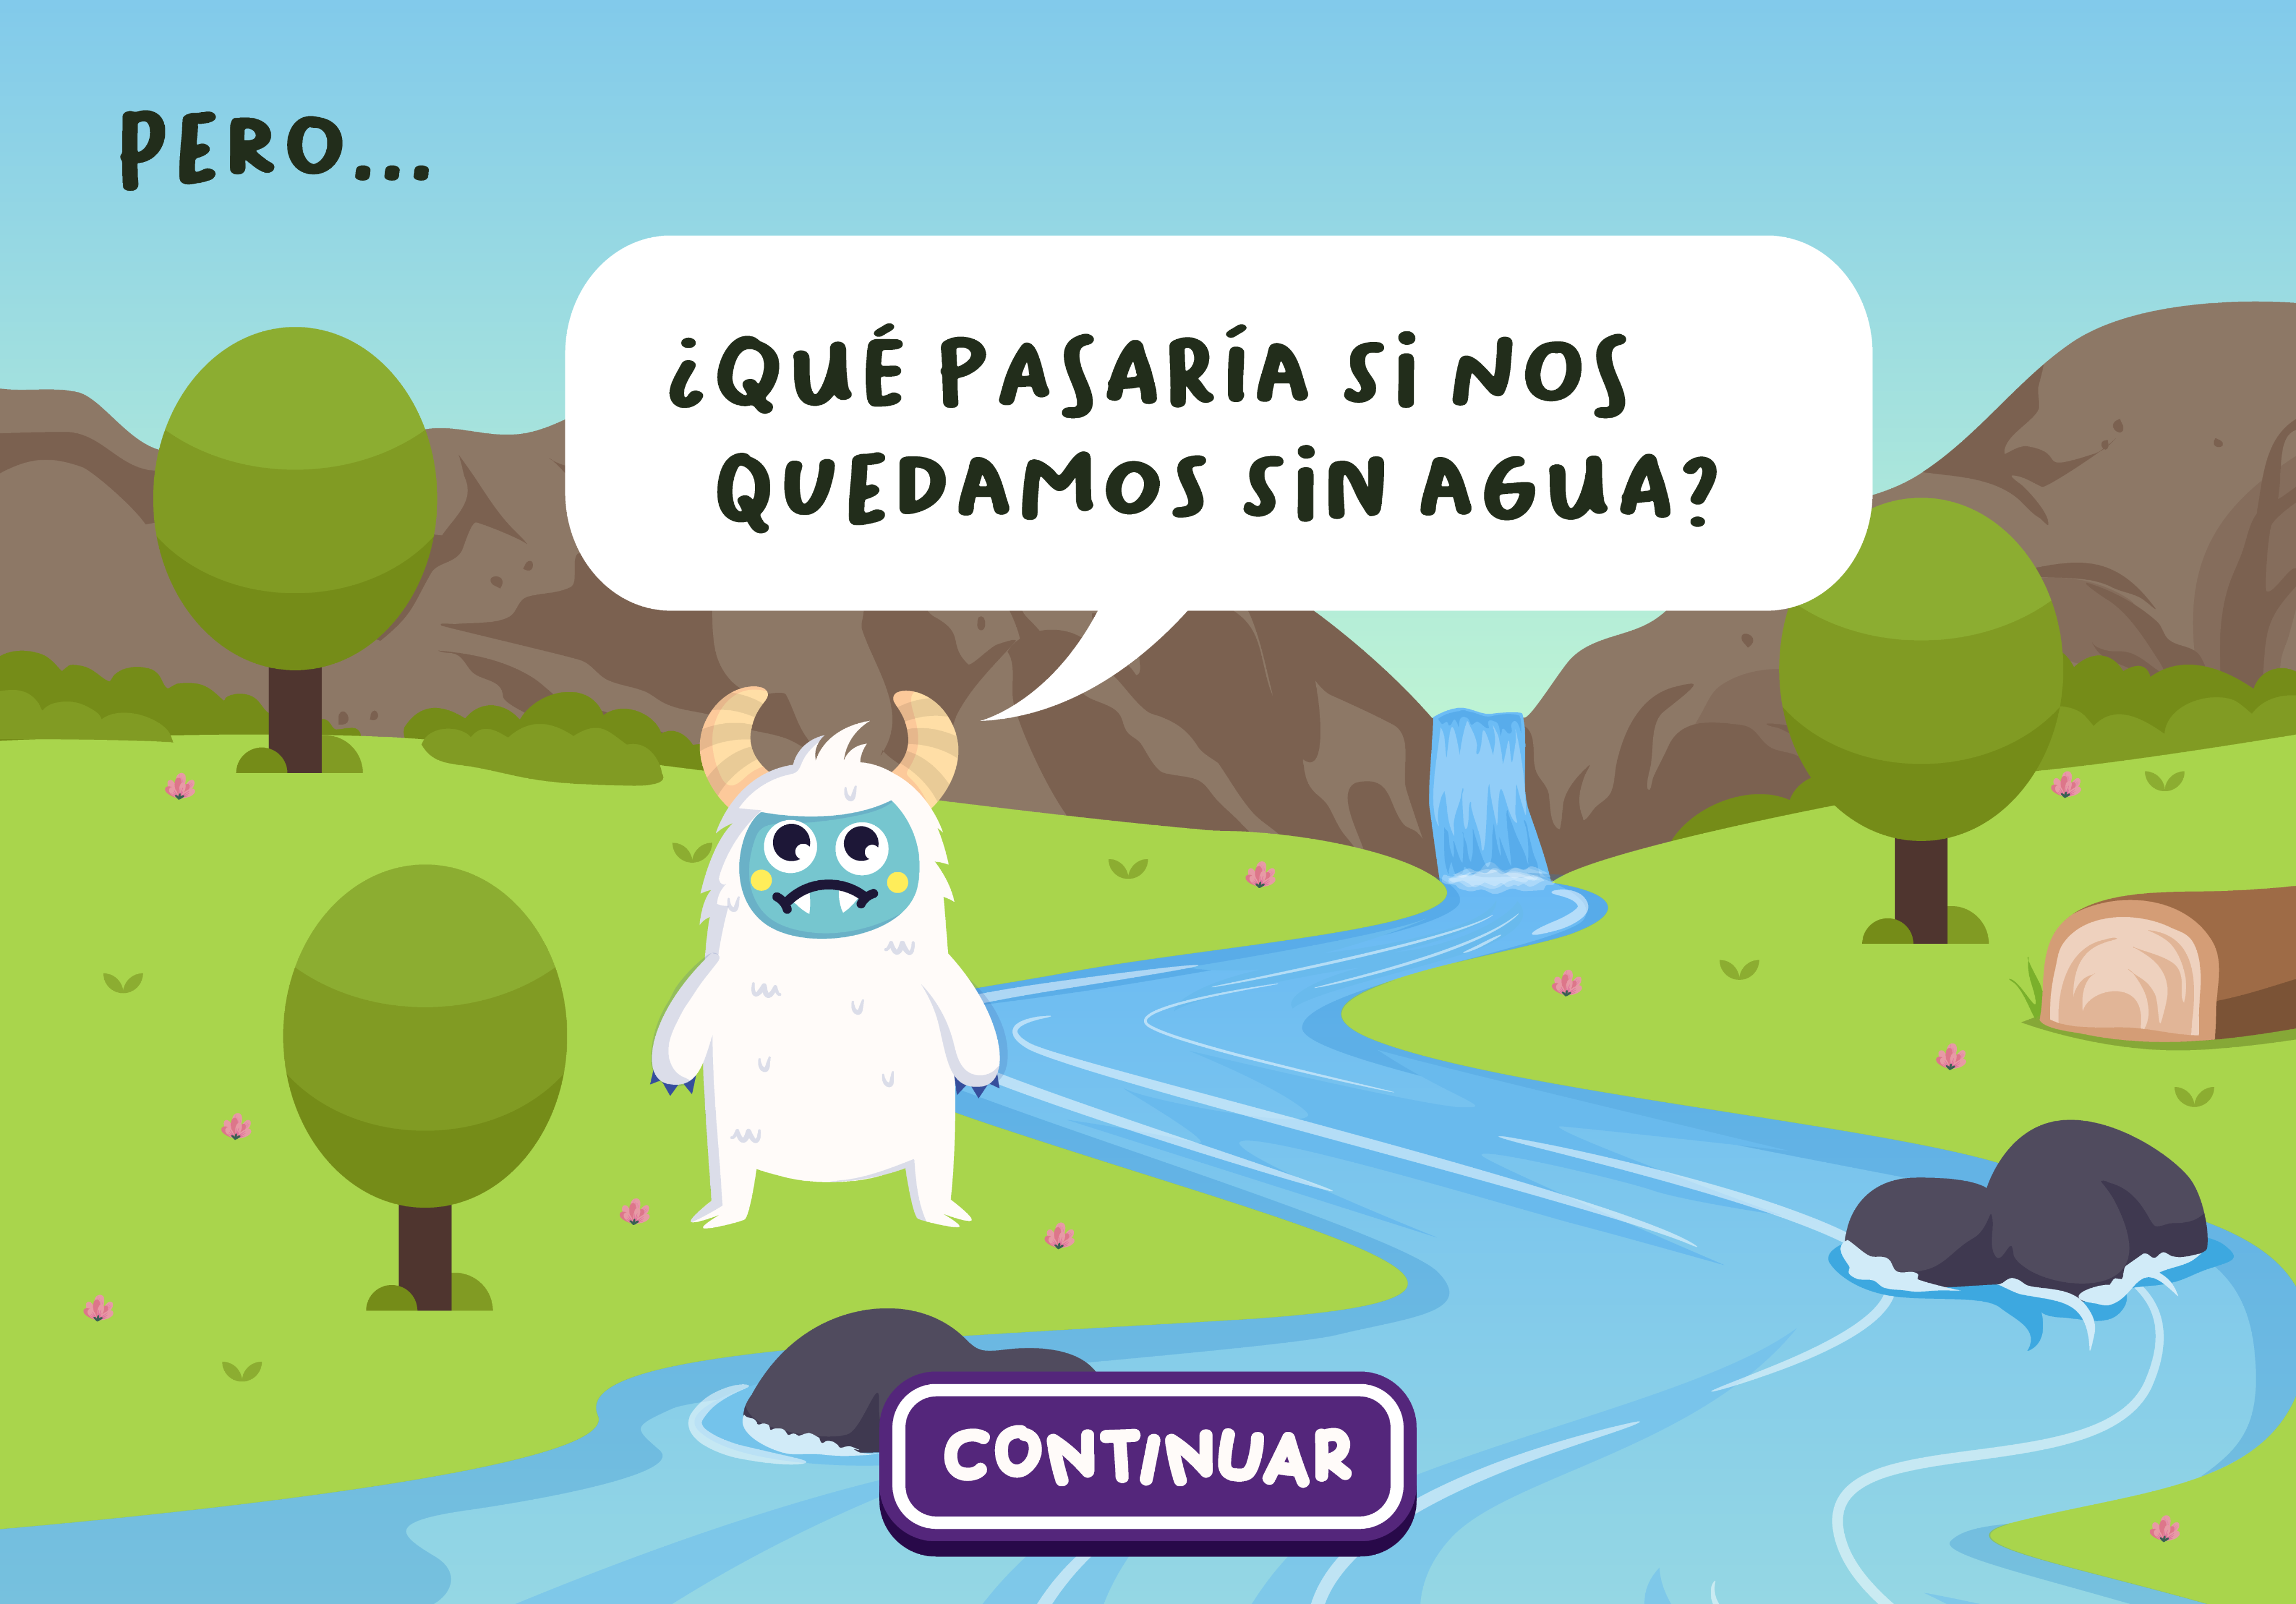 PERO...
¿QUÉ PASARÍA SI NOS
QUEDAMOS SIN AGUA?
CONTINUAR